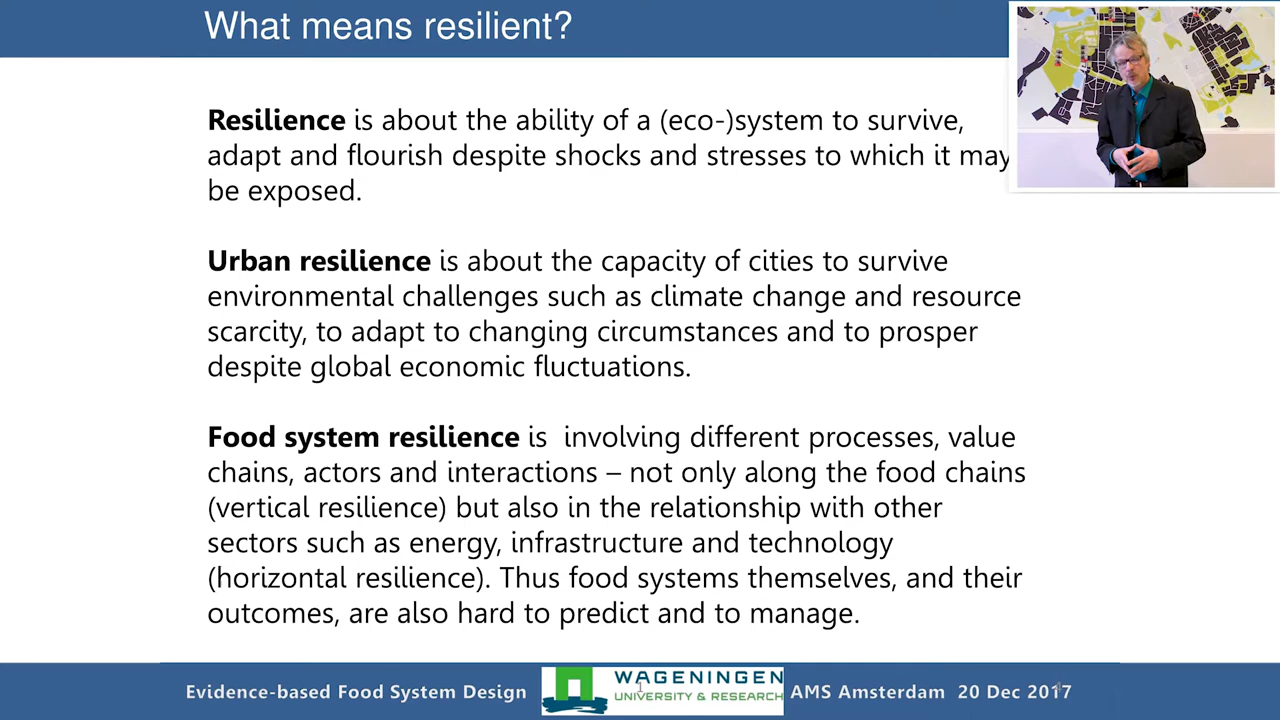 What means resilient?
Resilience is about the ability of a (eco-)system to survive,
adapt and flourish despite shocks and stresses to which it may
be exposed.
Urban resilience is about the capacity of cities to survive
environmental challenges such as climate change and resource
scarcity, to adapt to changing circumstances and to prosper
despite global economic fluctuations.
Food system resilience is  involving different processes, value
chains, actors and interactions – not only along the food chains
(vertical resilience) but also in the relationship with other
sectors such as energy, infrastructure and technology
(horizontal resilience). Thus food systems themselves, and their
outcomes, are also hard to predict and to manage.
Evidence-based Food System Design
WAGENINGEN
UNIVERSITY & RESEARCH
1
AMS Amsterdam  20 Dec 2017